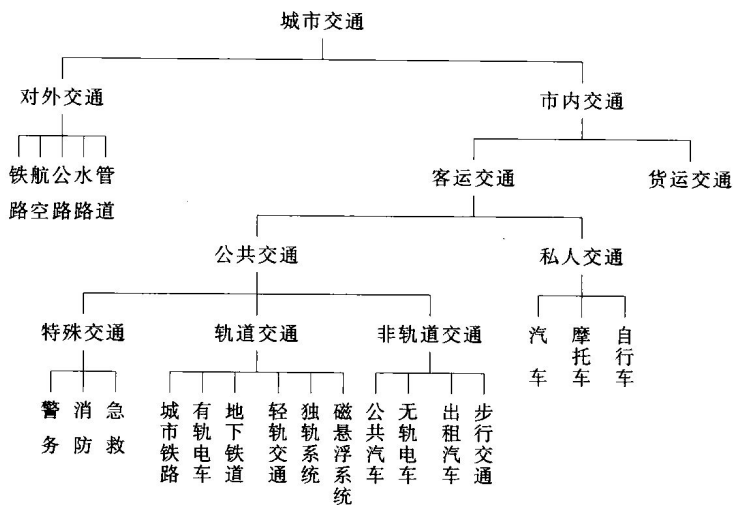 城市交通
对外交通
市内交通
铁路
航空
公路
水路
管道
客运交通
货运交通
公共交通
私人交通
特殊交通
轨道交通
非轨道交通
汽车
摩托车
自行车
警务
消防
急救
城市铁路
有轨电车
地下铁道
轻轨交通
独轨系统
磁悬浮系统
公共汽车
无轨电车
出租汽车
步行交通